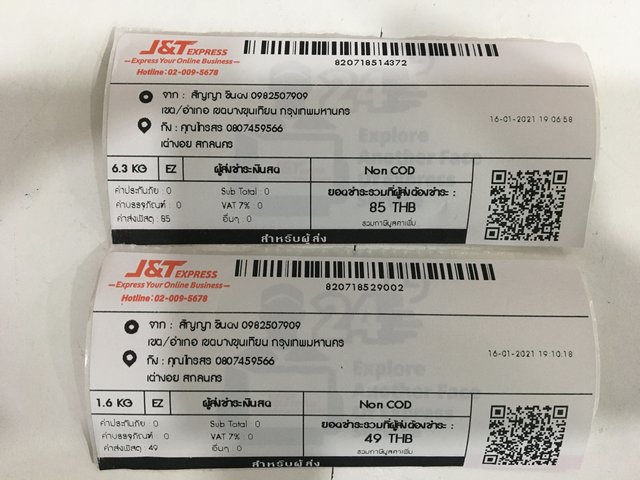 J&T EXPRESS
Express Your Online Business
Hotline:02-009-5678
820718514372
จาก : สัญญา ชินดง 0982507909
เขต/อำเภอ เขตบางขุนเทียน กรุงเทพมหานคร
16-01-2021 19:06:58
ถึง : คุณไกรสร 0807459566
เต่างอย สกลนคร
6.3 KG EZ ผู้ส่งชำระเงินสด Non COD
ค่าประกันภัย : 0 Sub Total : 0 ยอดชำระรวมที่ผู้ส่งต้องชำระ :
ค่าบรรจุภัณฑ์ : 0 VAT 7% : 0 85 THB
ค่าส่งพัสดุ : 85 อื่นๆ : 0 รวมภาษีมูลค่าเพิ่ม
สำหรับผู้ส่ง
J&T EXPRESS
Express Your Online Business
Hotline:02-009-5678
820718529002
จาก : สัญญา ชินดง 0982507909
เขต/อำเภอ เขตบางขุนเทียน กรุงเทพมหานคร
16-01-2021 19:10:18
ถึง : คุณไกรสร 0807459566
เต่างอย สกลนคร
1.6 KG EZ ผู้ส่งชำระเงินสด Non COD
ค่าประกันภัย : 0 Sub Total : 0 ยอดชำระรวมที่ผู้ส่งต้องชำระ :
ค่าบรรจุภัณฑ์ : 0 VAT 7% : 0 49 THB
ค่าส่งพัสดุ : 49 อื่นๆ : 0 รวมภาษีมูลค่าเพิ่ม
สำหรับผู้ส่ง